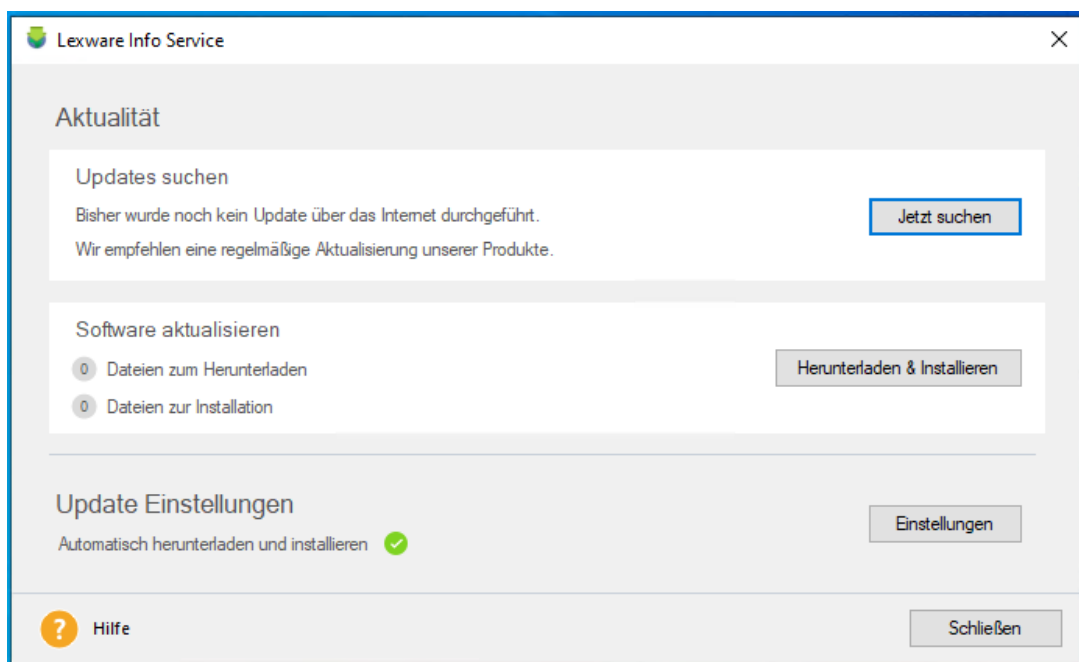 Lexware Info Service
Aktualität
Updates suchen
Bisher wurde noch kein Update über das Internet durchgeführt.
Jetzt suchen
Wir empfehlen eine regelmäßige Aktualisierung unserer Produkte.
Software aktualisieren
0 Dateien zum Herunterladen
Herunterladen & Installieren
0 Dateien zur Installation
Update Einstellungen
Einstellungen
Automatisch herunterladen und installieren
? Hilfe
Schließen